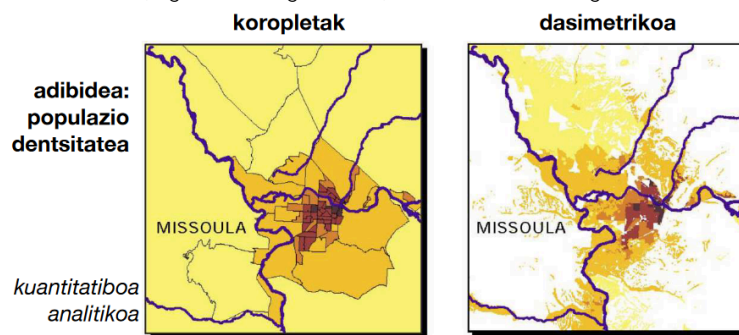 koropletak
dasimetrikoa
adibidea:
populazio
dentsitatea
MISSOULA
MISSOULA
kuantitatiboa
analitikoa